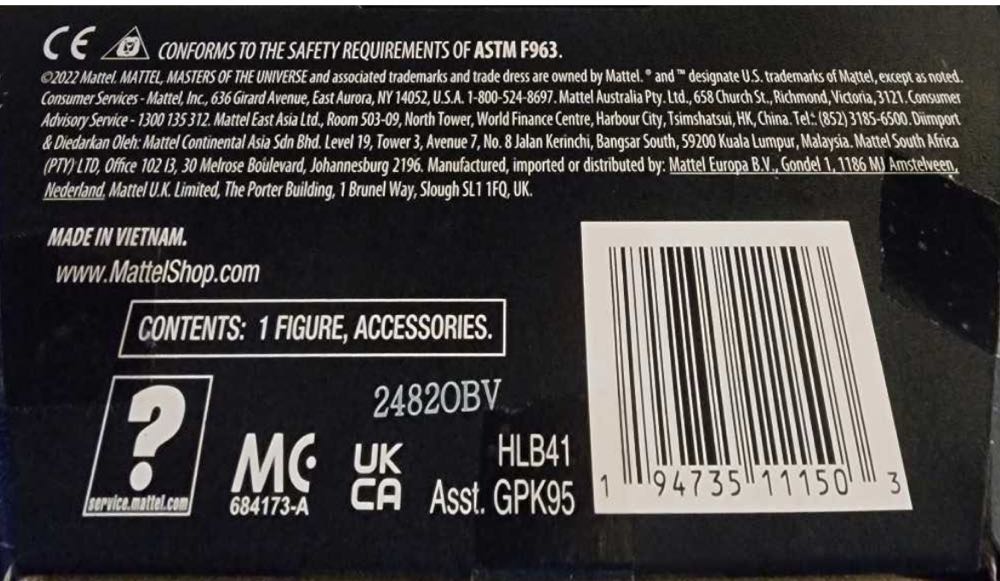 CE CONFORMS TO THE SAFETY REQUIREMENTS OF ASTM F963.
©2022 Mattel. MATTEL, MASTERS OF THE UNIVERSE and associated trademarks and trade dress are owned by Mattel. ® and ™ designate U.S. trademarks of Mattel, except as noted.
Consumer Services - Mattel, Inc., 636 Girard Avenue, East Aurora, NY 14052, U.S.A. 1-800-524-8697. Mattel Australia Pty. Ltd., 658 Church St., Richmond, Victoria, 3121. Consumer
Advisory Service - 1300 135 312. Mattel East Asia Ltd., Room 503-09, North Tower, World Finance Centre, Harbour City, Tsimshatsui, HK, China. Tel.: (852) 3185-6500. Diimport
& Diedarkan Oleh: Mattel Continental Asia Sdn Bhd. Level 19, Tower 3, Avenue 7, No. 8 Jalan Kerinchi, Bangsar South, 59200 Kuala Lumpur, Malaysia. Mattel South Africa
(PTY) LTD, Office 102 I3, 30 Melrose Boulevard, Johannesburg 2196. Manufactured, imported or distributed by: Mattel Europa B.V., Gondel 1, 1186 MJ Amstelveen,
Nederland. Mattel U.K. Limited, The Porter Building, 1 Brunel Way, Slough SL1 1FQ, UK.
MADE IN VIETNAM.
www.MattelShop.com
CONTENTS: 1 FIGURE, ACCESSORIES.
?
service.mattel.com
MC
684173-A
UK
CA
2482OBV
HLB41
Asst. GPK95
1 94735 11150 3